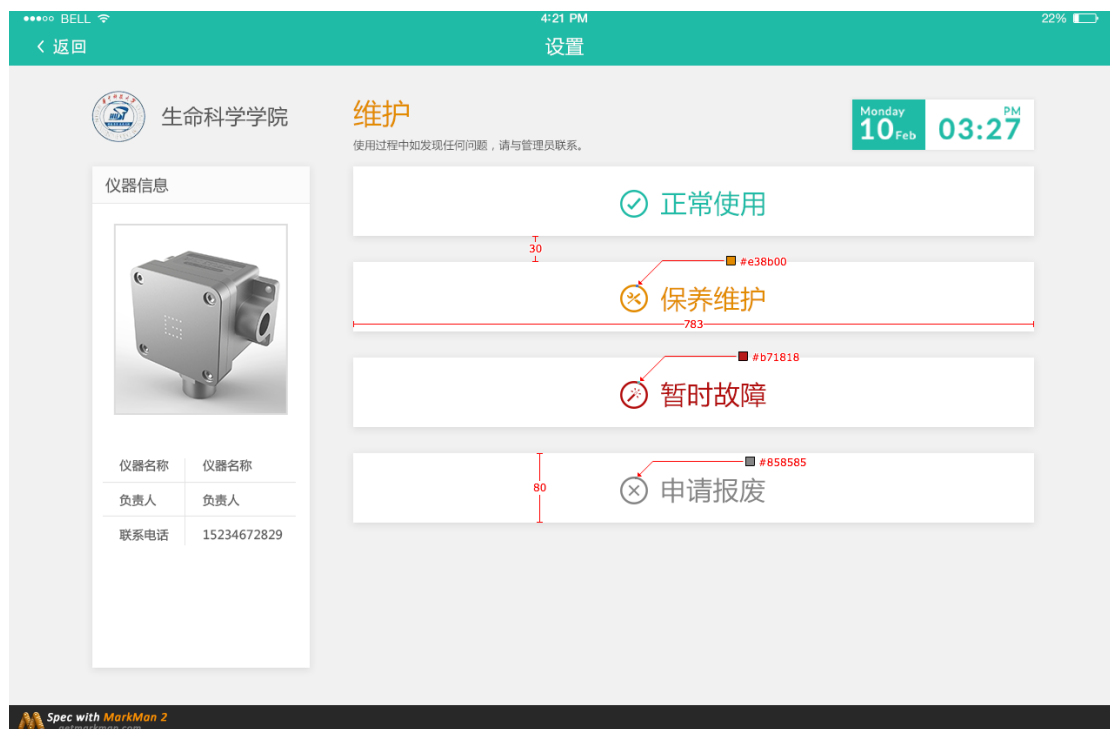 BELL
4:21 PM
22%
返回
设置
生命科学学院
维护
使用过程中如发现任何问题，请与管理员联系。
Monday
10 Feb
PM
03:27
仪器信息
正常使用
30
#e38b00
保养维护
783
#b71818
暂时故障
#858585
80
申请报废
仪器名称 仪器名称
负责人 负责人
联系电话 15234672829
Spec with MarkMan 2
getmarkman.com